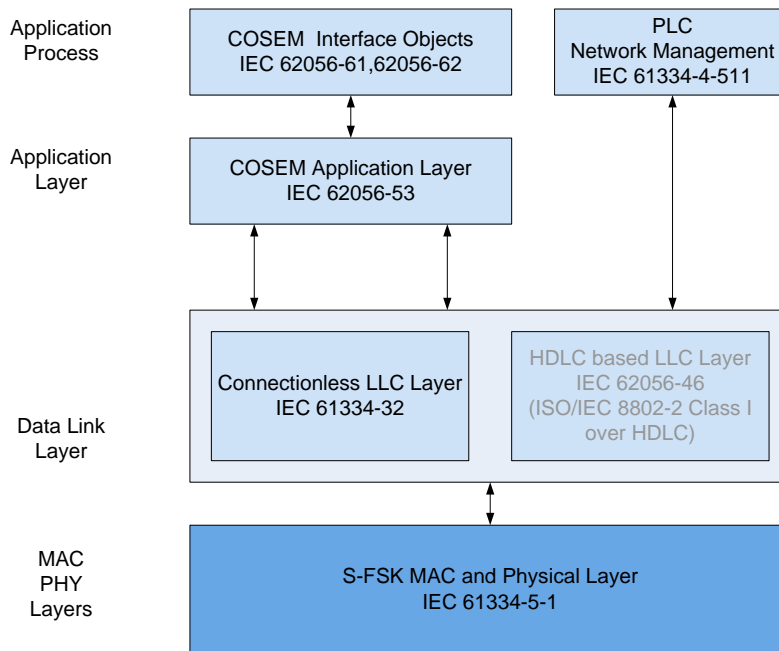 Application
Process
COSEM  Interface Objects
IEC 62056-61,62056-62
PLC
Network Management
IEC 61334-4-511
Application
Layer
COSEM Application Layer
IEC 62056-53
Data Link
Layer
Connectionless LLC Layer
IEC 61334-32
HDLC based LLC Layer
IEC 62056-46
(ISO/IEC 8802-2 Class I
over HDLC)
MAC
PHY
Layers
S-FSK MAC and Physical Layer
IEC 61334-5-1